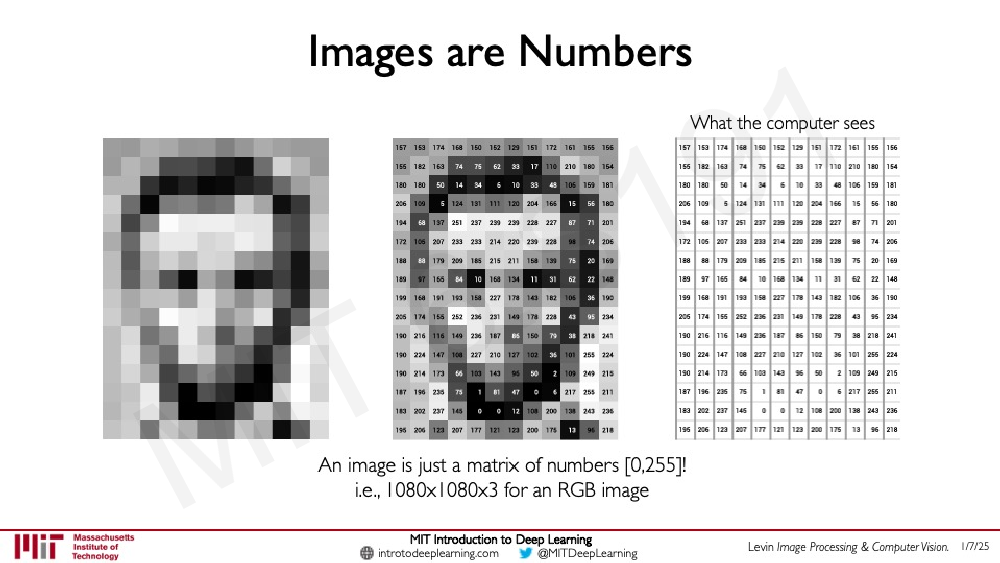 Images are Numbers
What the computer sees
157 153 174 168 150 152 129 151 172 161 155 156
155 182 163 74 75 62 33 17 110 210 180 154
180 180 50 14 34 6 10 33 48 106 159 181
206 109 5 124 131 111 120 204 166 15 56 180
194 68 137 251 237 239 239 228 227 87 71 201
172 105 207 233 233 214 220 239 228 98 74 206
188 88 179 209 185 215 211 158 139 75 20 169
189 97 165 84 10 168 134 11 31 62 22 148
199 168 191 193 158 227 178 143 182 106 36 190
205 174 155 252 236 231 149 178 228 43 95 234
190 216 116 149 236 187 86 150 79 38 218 241
190 224 147 108 227 210 127 102 36 101 255 224
190 214 173 66 103 143 96 50 2 109 249 215
187 196 235 75 1 81 47 0 6 217 255 211
183 202 237 145 0 0 12 108 200 138 243 236
195 206 123 207 177 121 123 200 175 13 96 218
157 153 174 168 150 152 129 151 172 161 155 156
155 182 163 74 75 62 33 17 110 210 180 154
180 180 50 14 34 6 10 33 48 106 159 181
206 109 5 124 131 111 120 204 166 15 56 180
194 68 137 251 237 239 239 228 227 87 71 201
172 105 207 233 233 214 220 239 228 98 74 206
188 88 179 209 185 215 211 158 139 75 20 169
189 97 165 84 10 168 134 11 31 62 22 148
199 168 191 193 158 227 178 143 182 106 36 190
205 174 155 252 236 231 149 178 228 43 95 234
190 216 116 149 236 187 86 150 79 38 218 241
190 224 147 108 227 210 127 102 36 101 255 224
190 214 173 66 103 143 96 50 2 109 249 215
187 196 235 75 1 81 47 0 6 217 255 211
183 202 237 145 0 0 12 108 200 138 243 236
195 206 123 207 177 121 123 200 175 13 96 218
An image is just a matrix of numbers [0,255]!
i.e., 1080x1080x3 for an RGB image
Massachusetts
Institute of
Technology
MIT Introduction to Deep Learning
introtodeeplearning.com @MITDeepLearning
Levin Image Processing & Computer Vision. 1/7/25